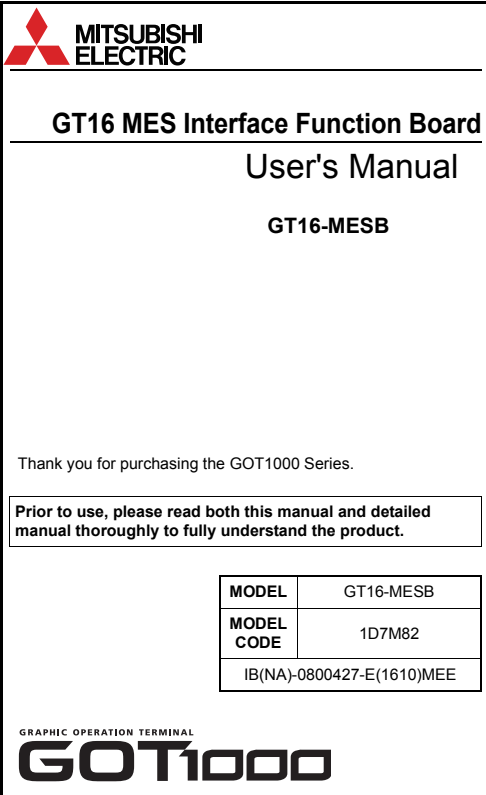 MITSUBISHI
ELECTRIC
GT16 MES Interface Function Board
User's Manual
GT16-MESB
Thank you for purchasing the GOT1000 Series.
Prior to use, please read both this manual and detailed
manual thoroughly to fully understand the product.
MODEL GT16-MESB
MODEL
CODE 1D7M82
IB(NA)-0800427-E(1610)MEE
GRAPHIC OPERATION TERMINAL
GOT1000